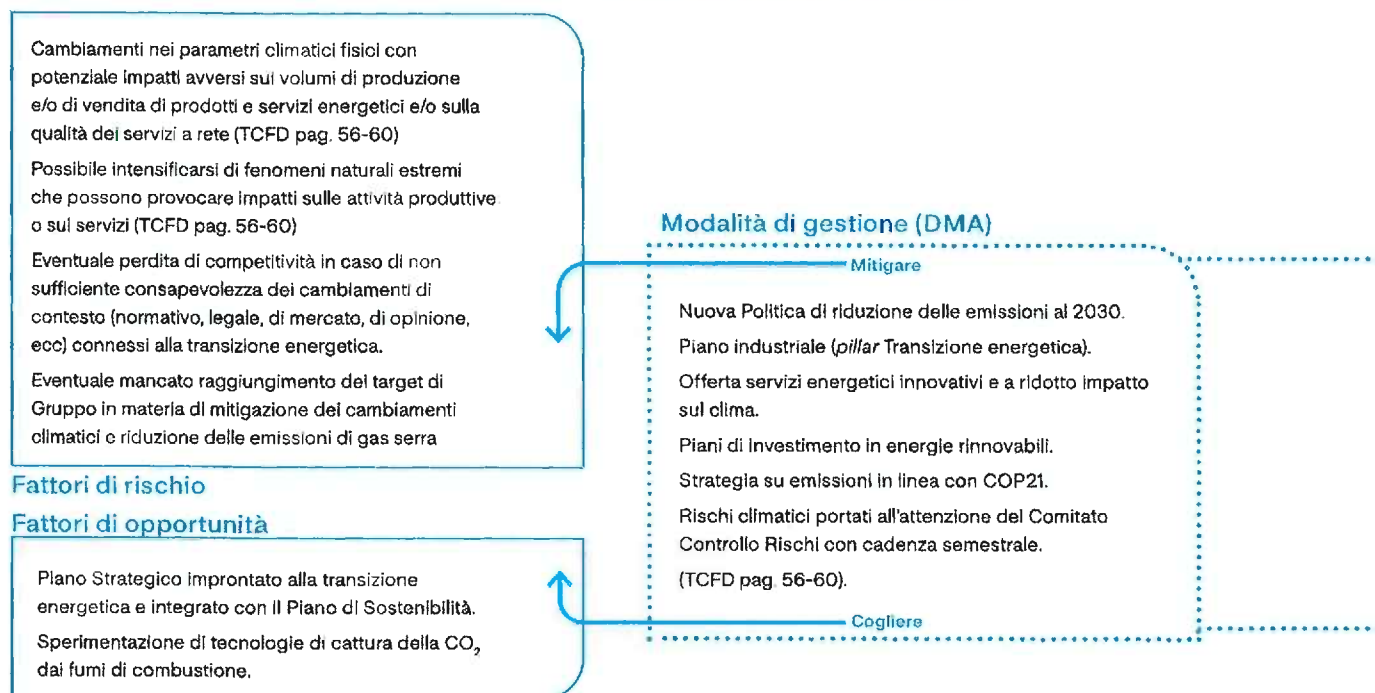 Cambiamenti nei parametri climatici fisici con
potenziale impatti avversi sui volumi di produzione
e/o di vendita di prodotti e servizi energetici e/o sulla
qualità dei servizi a rete (TCFD pag. 56-60)
Possibile intensificarsi di fenomeni naturali estremi
che possono provocare impatti sulle attività produttive
o sui servizi (TCFD pag. 56-60)
Eventuale perdita di competitività in caso di non
sufficiente consapevolezza dei cambiamenti di
contesto (normativo, legale, di mercato, di opinione,
ecc) connessi alla transizione energetica.
Eventuale mancato raggiungimento dei target di
Gruppo in materia di mitigazione dei cambiamenti
climatici e riduzione delle emissioni di gas serra
Fattori di rischio
Fattori di opportunità
Piano Strategico improntato alla transizione
energetica e integrato con il Piano di Sostenibilità.
Sperimentazione di tecnologie di cattura della CO₂
dai fumi di combustione.
Modalità di gestione (DMA)
Mitigare
Nuova Politica di riduzione delle emissioni al 2030.
Piano industriale (pillar Transizione energetica).
Offerta servizi energetici innovativi e a ridotto impatto
sul clima.
Piani di investimento in energie rinnovabili.
Strategia su emissioni in linea con COP21.
Rischi climatici portati all'attenzione del Comitato
Controllo Rischi con cadenza semestrale.
(TCFD pag. 56-60).
Cogliere